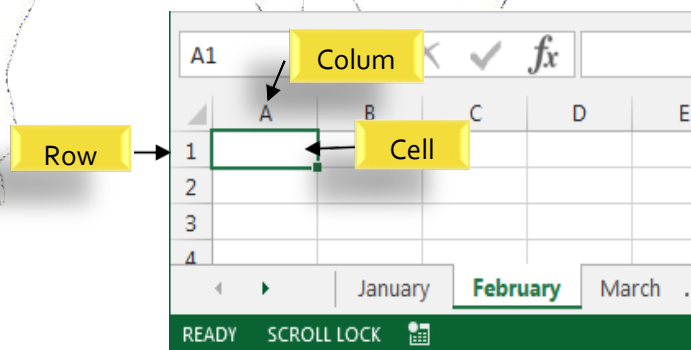 A1 Colum fx
A B C D E
Row 1 Cell
2
3
4
January February March ..
READY SCROLL LOCK